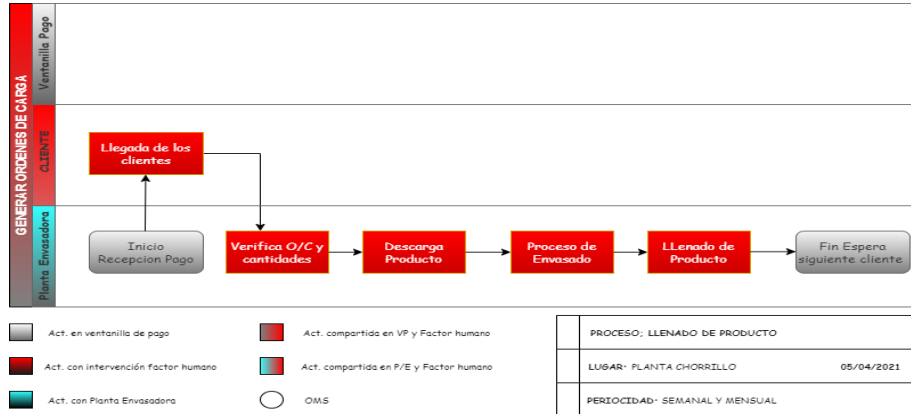 GENERAR ORDENES DE CARGA
Ventanilla Pago
CLIENTE
Llegada de los
clientes
Planta Envasadora
Inicio
Recepcion Pago
Verifica O/C y
cantidades
Descarga
Producto
Proceso de
Envasado
LLenado de
Producto
Fin Espera
siguiente cliente
Act. en ventanilla de pago
Act. compartida en VP y Factor humano
Act. con intervención factor humano
Act. compartida en P/E y Factor humano
Act. con Planta Envasadora
OMS
PROCESO; LLENADO DE PRODUCTO
LUGAR· PLANTA CHORRILLO 05/04/2021
PERIOCIDAD· SEMANAL Y MENSUAL